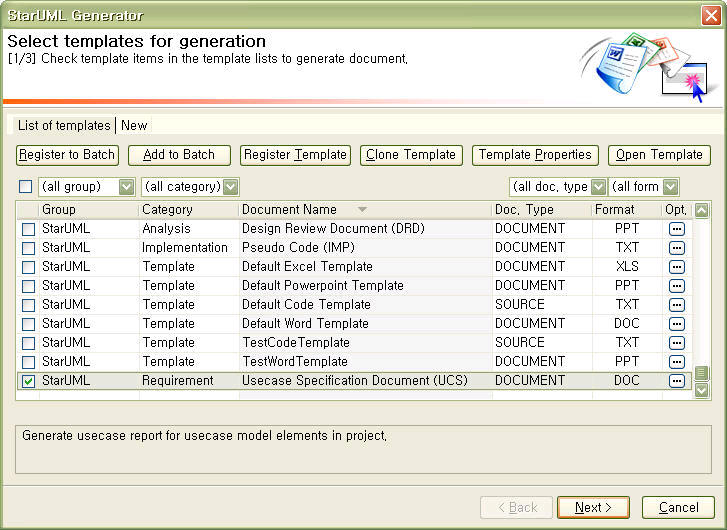 StarUML Generator
Select templates for generation
[1/3] Check template items in the template lists to generate document.
List of templates New
Register to Batch Add to Batch Register Template Clone Template Template Properties Open Template
(all group) (all category) (all doc. type (all form
Group Category Document Name Doc. Type Format Opt.
StarUML Analysis Design Review Document (DRD) DOCUMENT PPT
StarUML Implementation Pseudo Code (IMP) DOCUMENT TXT
StarUML Template Default Excel Template DOCUMENT XLS
StarUML Template Default Powerpoint Template DOCUMENT PPT
StarUML Template Default Code Template SOURCE TXT
StarUML Template Default Word Template DOCUMENT DOC
StarUML Template TestCodeTemplate SOURCE TXT
StarUML Template TestWordTemplate DOCUMENT PPT
StarUML Requirement Usecase Specification Document (UCS) DOCUMENT DOC
Generate usecase report for usecase model elements in project.
< Back Next > Cancel